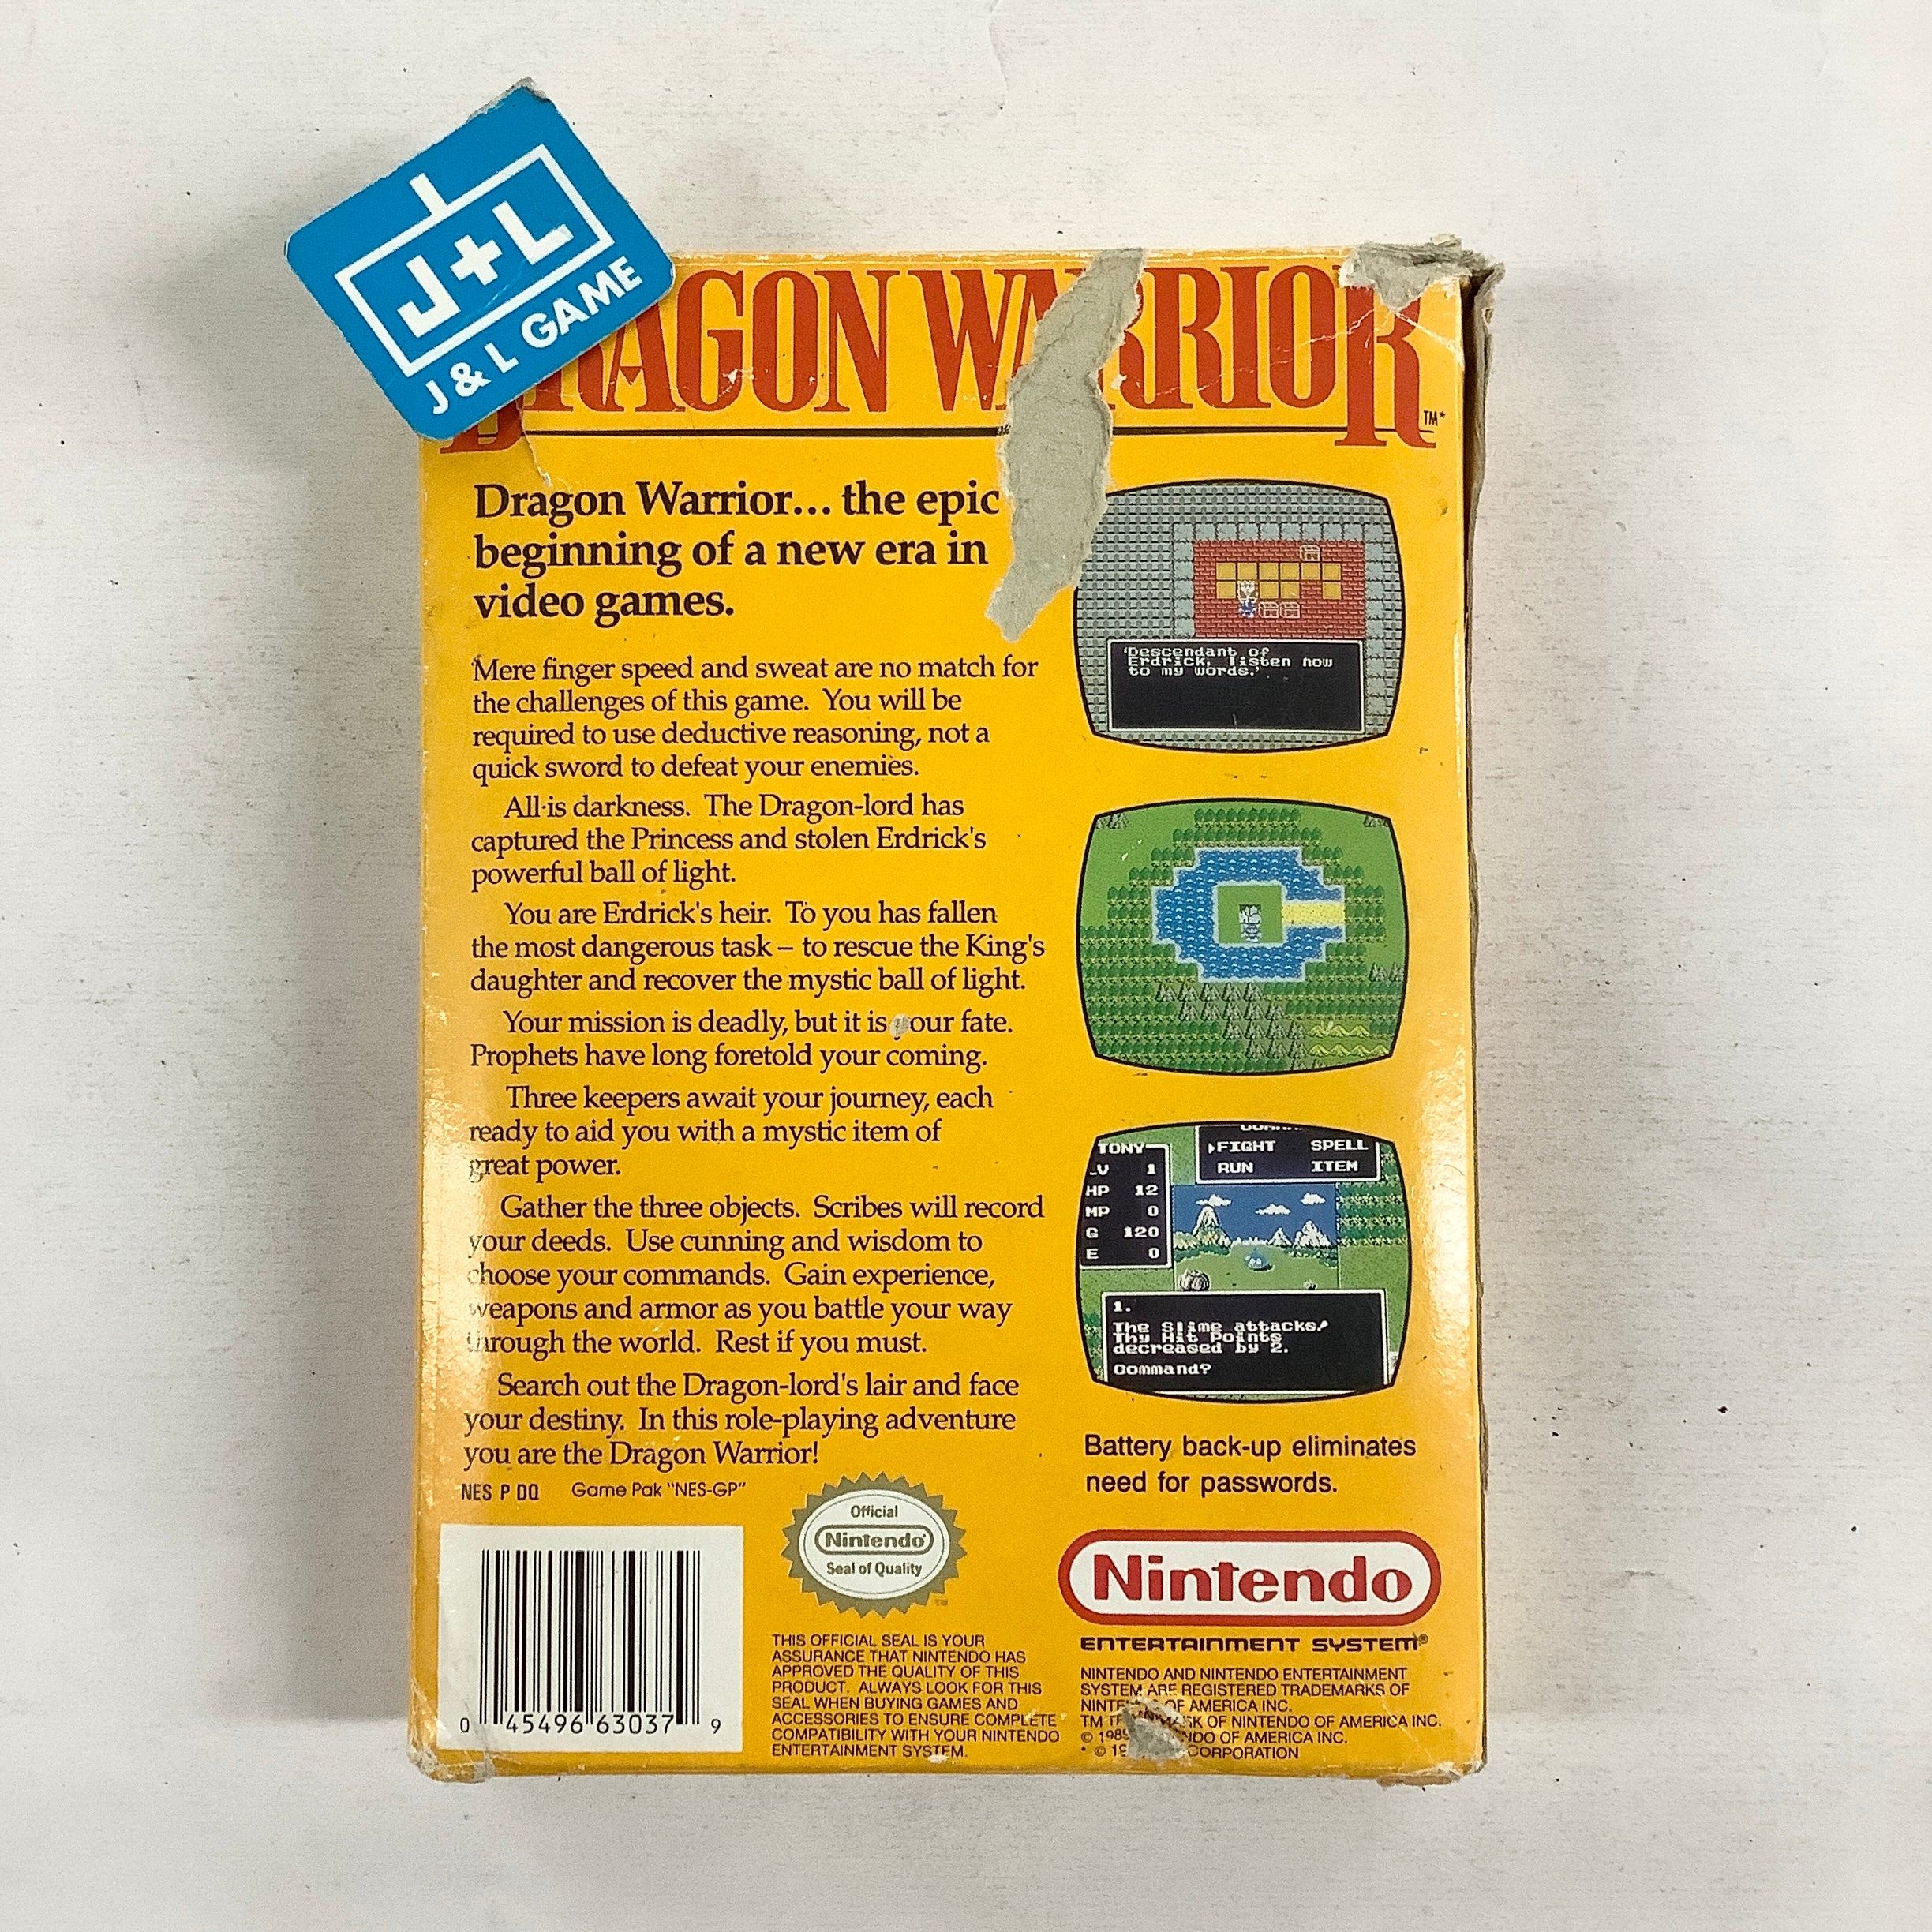 J+L
J & L GAME
DRAGON WARRIOR
TM*
Dragon Warrior... the epic
beginning of a new era in
video games.
Mere finger speed and sweat are no match for
the challenges of this game. You will be
required to use deductive reasoning, not a
quick sword to defeat your enemies.
All is darkness. The Dragon-lord has
captured the Princess and stolen Erdrick's
powerful ball of light.
You are Erdrick's heir. To you has fallen
the most dangerous task – to rescue the King's
daughter and recover the mystic ball of light.
Your mission is deadly, but it is your fate.
Prophets have long foretold your coming.
Three keepers await your journey, each
ready to aid you with a mystic item of
great power.
Gather the three objects. Scribes will record
your deeds. Use cunning and wisdom to
choose your commands. Gain experience,
weapons and armor as you battle your way
through the world. Rest if you must.
Search out the Dragon-lord's lair and face
your destiny. In this role-playing adventure
you are the Dragon Warrior!
NES P DQ Game Pak "NES-GP"
'Descendant of
Erdrick, listen now
to my words.'
TONY
LV 1
HP 12
MP 0
G 120
E 0
FIGHT SPELL
RUN ITEM
1.
The Slime attacks!
Thy Hit Points
decreased by 2.
Command?
Battery back-up eliminates
need for passwords.
0 45496 63037 9
Official
Nintendo
Seal of Quality
TM
THIS OFFICIAL SEAL IS YOUR
ASSURANCE THAT NINTENDO HAS
APPROVED THE QUALITY OF THIS
PRODUCT. ALWAYS LOOK FOR THIS
SEAL WHEN BUYING GAMES AND
ACCESSORIES TO ENSURE COMPLETE
COMPATIBILITY WITH YOUR NINTENDO
ENTERTAINMENT SYSTEM.
Nintendo
ENTERTAINMENT SYSTEM®
NINTENDO AND NINTENDO ENTERTAINMENT
SYSTEM ARE REGISTERED TRADEMARKS OF
OF AMERICA INC.
TM OF NINTENDO OF AMERICA INC.
© 1989 OF AMERICA INC.
* © CORPORATION